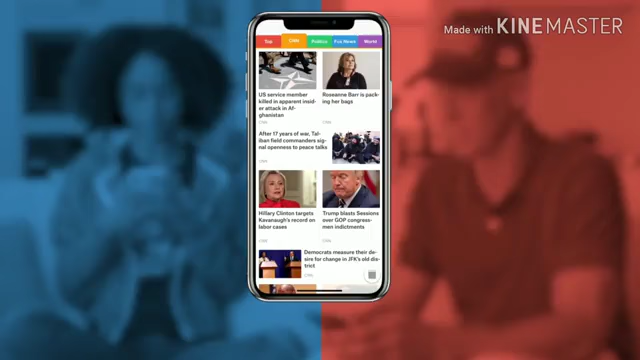 Made with KINEMASTER
Top
CNN
Politics
Fox News
World
US service member
killed in apparent insid-
er attack in Af-
ghanistan
Roseanne Barr is pack-
ing her bags
After 17 years of war, Tal-
iban field commanders sig-
nal openness to peace talks
Hillary Clinton targets
Kavanaugh's record on
labor cases
Trump blasts Sessions
over GOP congress-
men indictments
Democrats measure their de-
sire for change in JFK's old dis-
trict